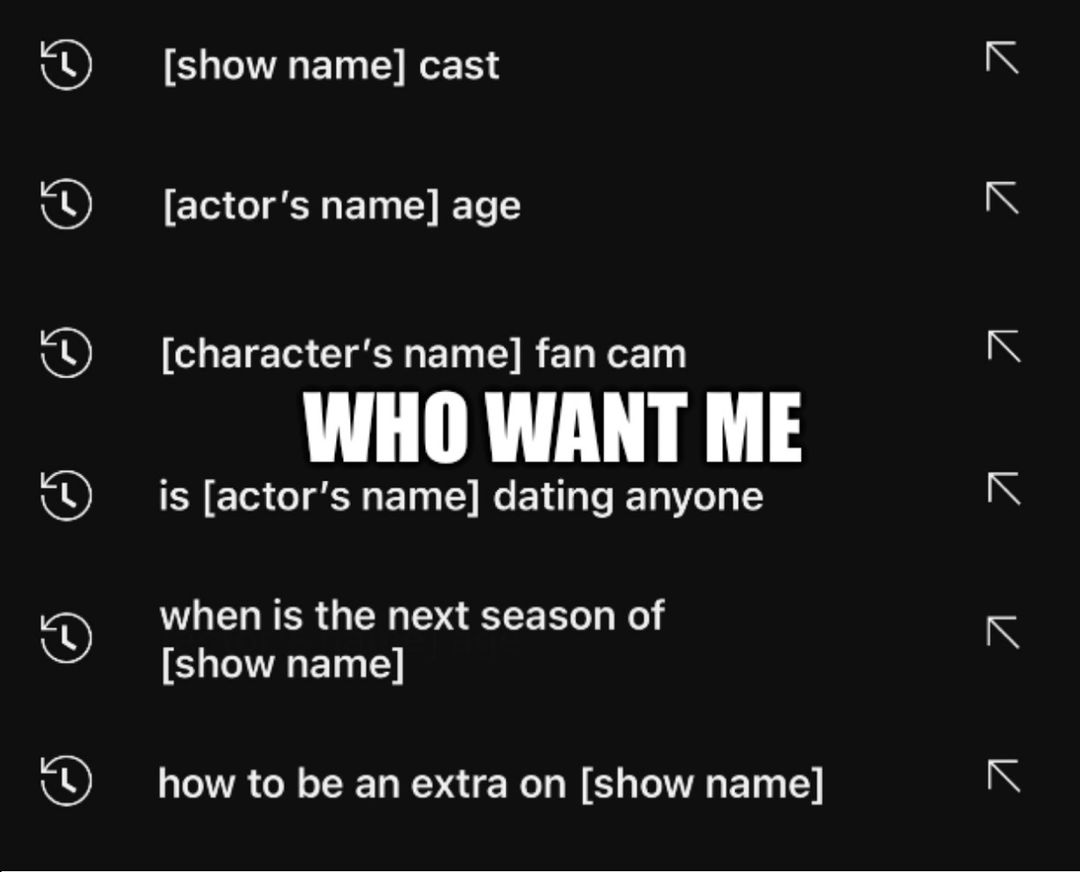 [show name] cast
[actor's name] age
[character's name] fan cam
WHO WANT ME
is [actor's name] dating anyone
when is the next season of
[show name]
how to be an extra on [show name]